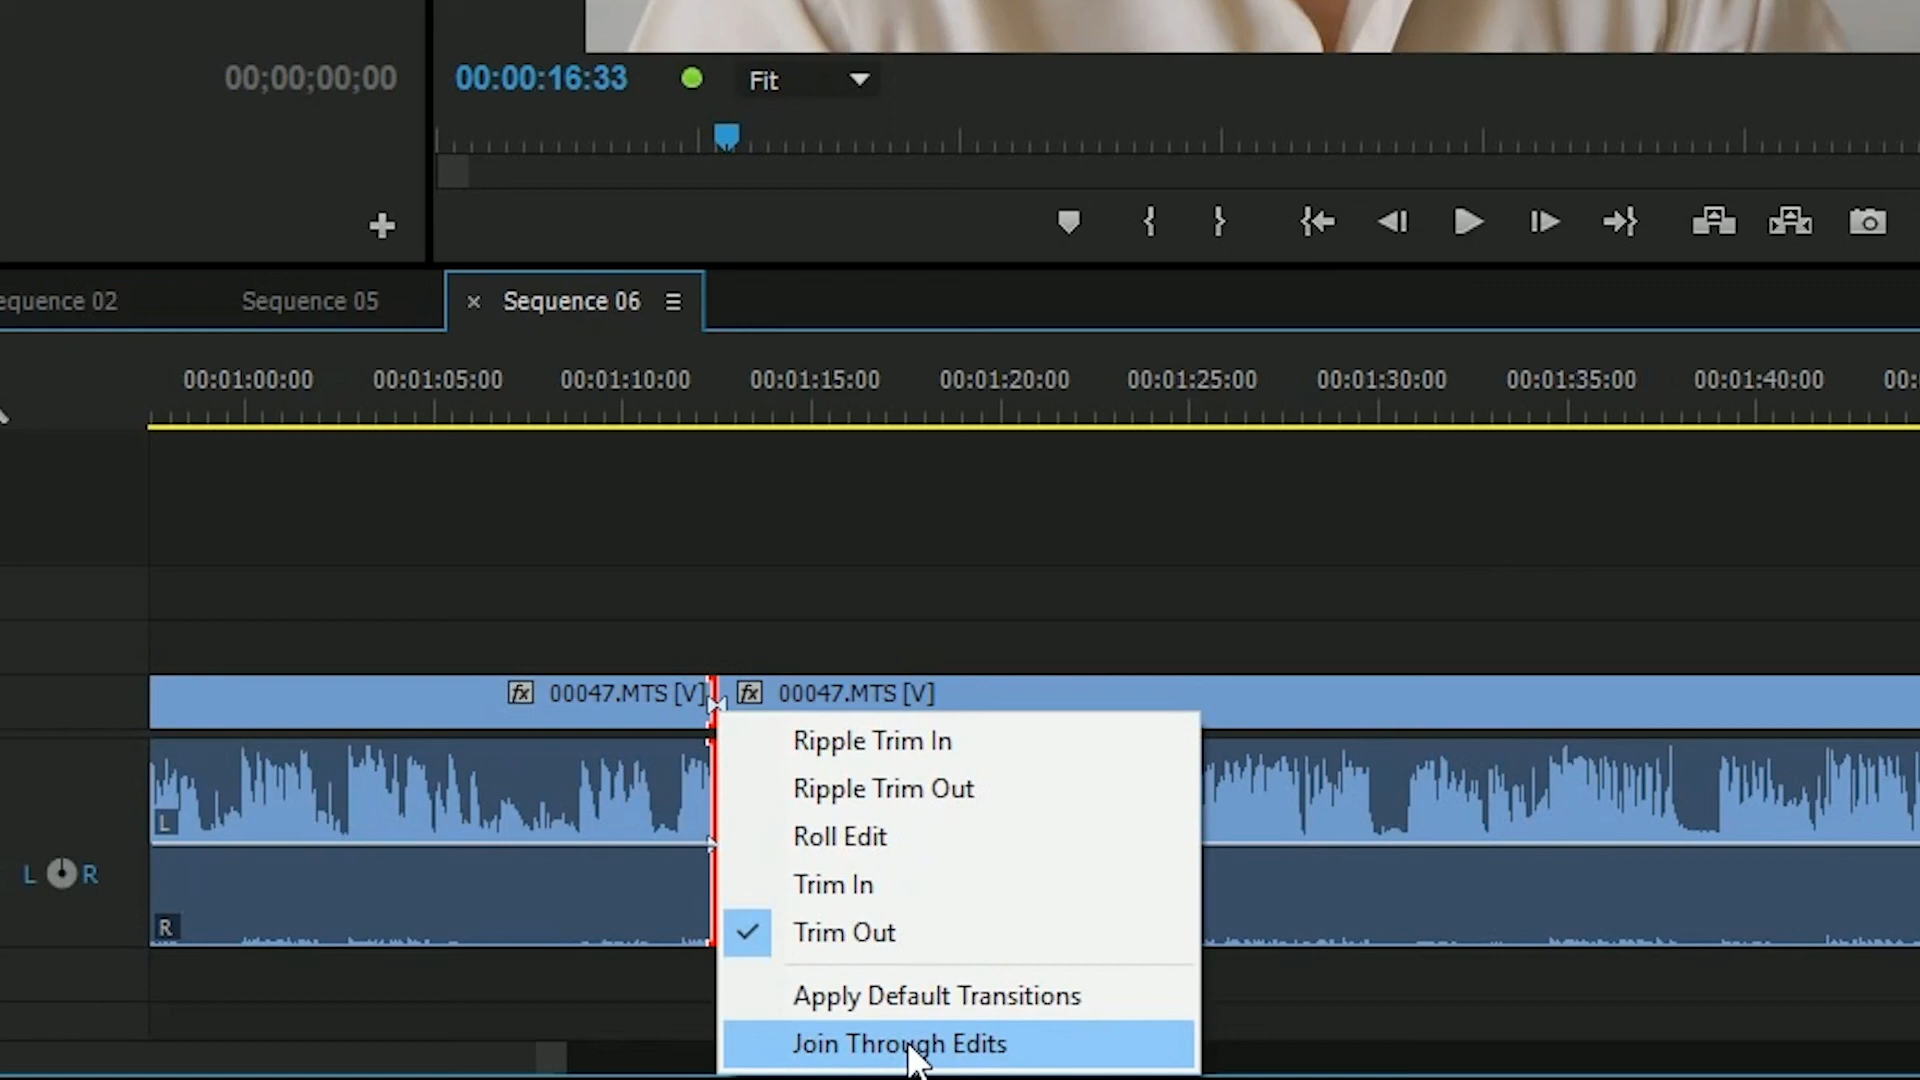 00;00;00;00
00:00:16:33
Fit
equence 02
Sequence 05
Sequence 06
00:01:00:00
00:01:05:00
00:01:10:00
00:01:15:00
00:01:20:00
00:01:25:00
00:01:30:00
00:01:35:00
00:01:40:00
00:
fx 00047.MTS [V]
fx 00047.MTS [V]
Ripple Trim In
Ripple Trim Out
Roll Edit
Trim In
Trim Out
Apply Default Transitions
Join Through Edits
L
L R
R